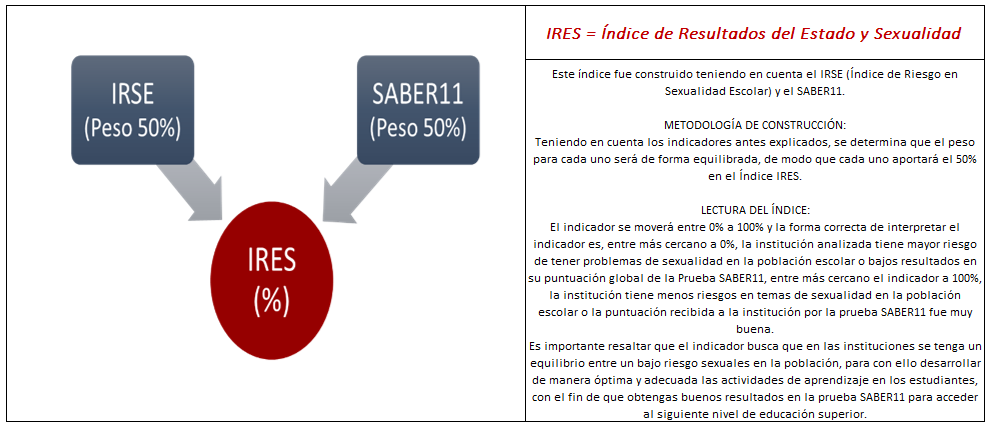 IRSE
(Peso 50%)
SABER11
(Peso 50%)
IRES
(%)
IRES = Índice de Resultados del Estado y Sexualidad
Este índice fue construido teniendo en cuenta el IRSE (Índice de Riesgo en
Sexualidad Escolar) y el SABER11.
METODOLOGÍA DE CONSTRUCCIÓN:
Teniendo en cuenta los indicadores antes explicados, se determina que el peso
para cada uno será de forma equilibrada, de modo que cada uno aportará el 50%
en el Índice IRES.
LECTURA DEL ÍNDICE:
El indicador se moverá entre 0% a 100% y la forma correcta de interpretar el
indicador es, entre más cercano a 0%, la institución analizada tiene mayor riesgo
de tener problemas de sexualidad en la población escolar o bajos resultados en
su puntuación global de la Prueba SABER11, entre más cercano el indicador a 100%,
la institución tiene menos riesgos en temas de sexualidad en la población
escolar o la puntuación recibida a la institución por la prueba SABER11 fue muy
buena.
Es importante resaltar que el indicador busca que en las instituciones se tenga un
equilibrio entre un bajo riesgo sexuales en la población, para con ello desarrollar
de manera óptima y adecuada las actividades de aprendizaje en los estudiantes,
con el fin de que obtengas buenos resultados en la prueba SABER11 para acceder
al siguiente nivel de educación superior.